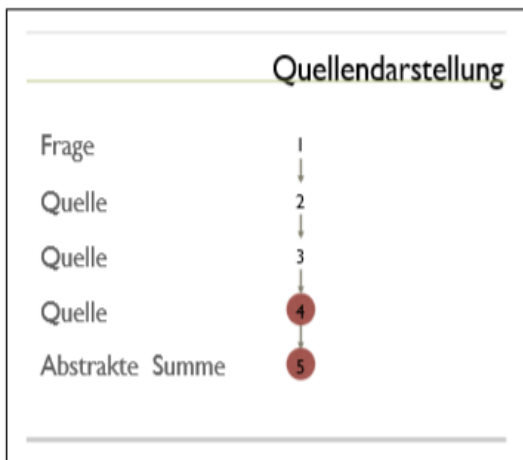 Quellendarstellung
Frage 1
Quelle 2
Quelle 3
Quelle 4
Abstrakte Summe 5